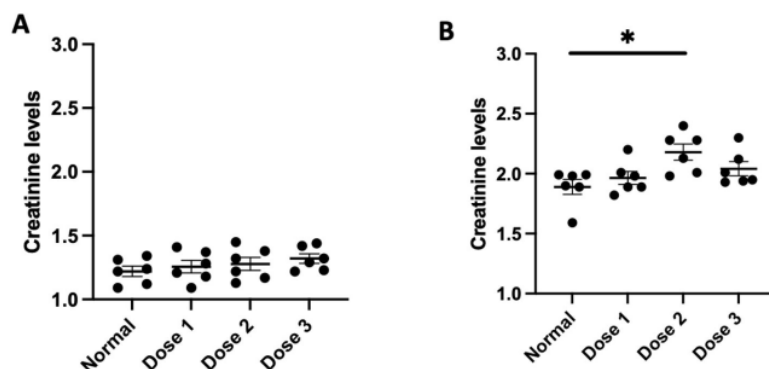 A
Creatinine levels
3.0
2.5
2.0
1.5
1.0
Normal
Dose 1
Dose 2
Dose 3
B
*
Creatinine levels
3.0
2.5
2.0
1.5
1.0
Normal
Dose 1
Dose 2
Dose 3